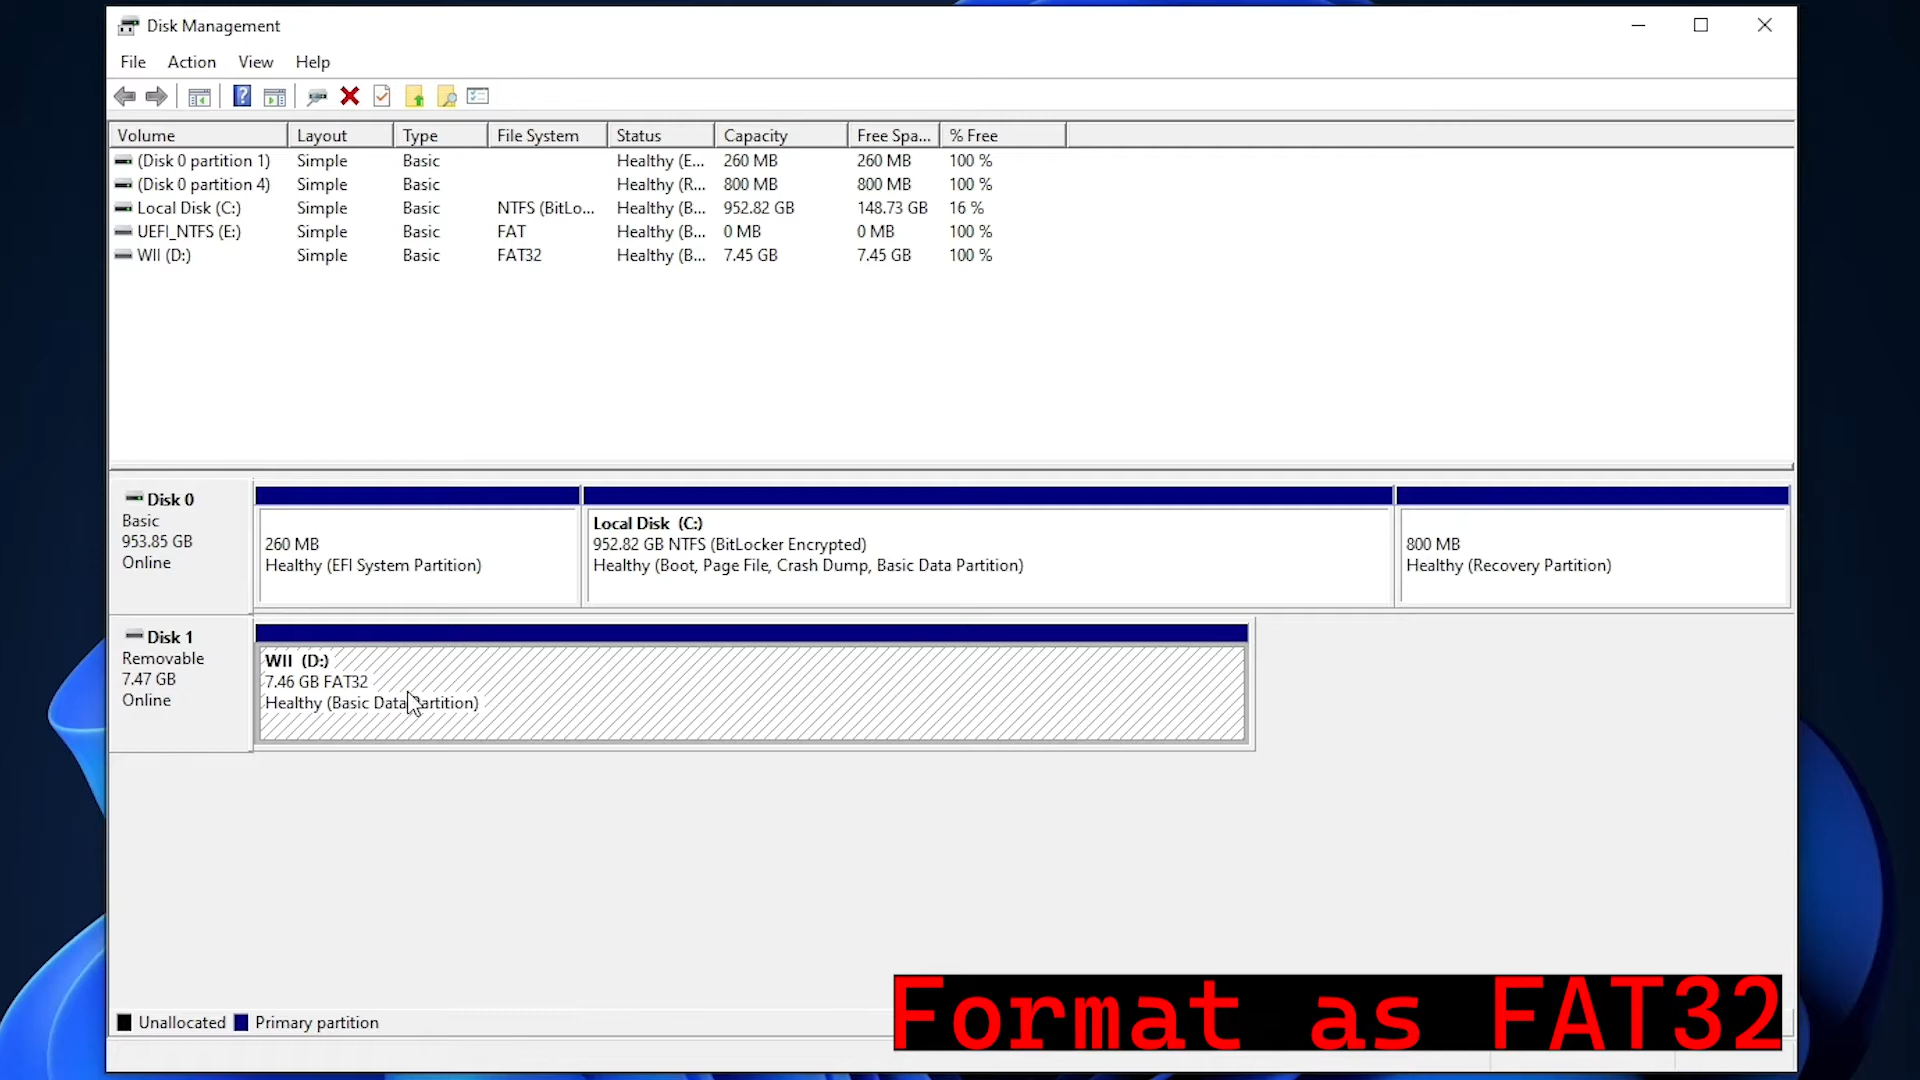 Disk Management
File Action View Help
Volume Layout Type File System Status Capacity Free Spa... % Free
(Disk 0 partition 1) Simple Basic Healthy (E... 260 MB 260 MB 100 %
(Disk 0 partition 4) Simple Basic Healthy (R... 800 MB 800 MB 100 %
Local Disk (C:) Simple Basic NTFS (BitLo... Healthy (B... 952.82 GB 148.73 GB 16 %
UEFI_NTFS (E:) Simple Basic FAT Healthy (B... 0 MB 0 MB 100 %
WII (D:) Simple Basic FAT32 Healthy (B... 7.45 GB 7.45 GB 100 %
Disk 0
Basic
953.85 GB
Online
260 MB
Healthy (EFI System Partition)
Local Disk (C:)
952.82 GB NTFS (BitLocker Encrypted)
Healthy (Boot, Page File, Crash Dump, Basic Data Partition)
800 MB
Healthy (Recovery Partition)
Disk 1
Removable
7.47 GB
Online
WII (D:)
7.46 GB FAT32
Healthy (Basic Data Partition)
Unallocated Primary partition
Format as FAT32